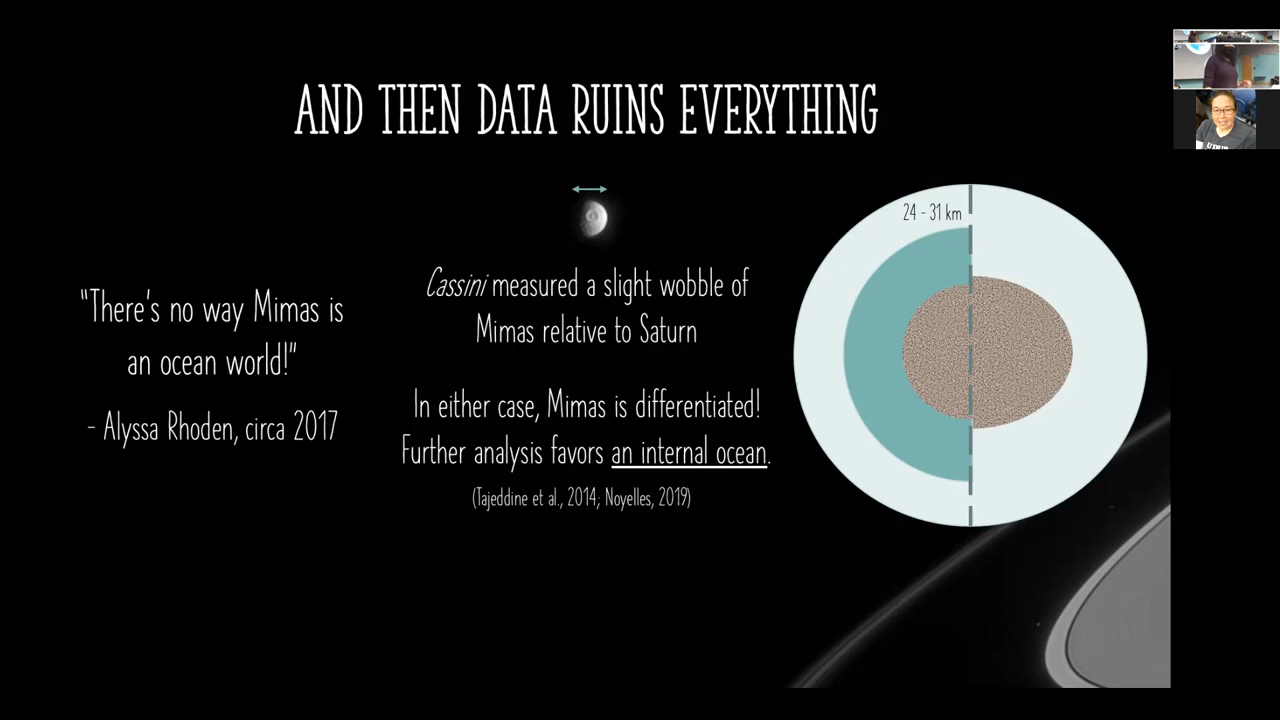 AND THEN DATA RUINS EVERYTHING
"There's no way Mimas is
an ocean world!"
- Alyssa Rhoden, circa 2017
Cassini measured a slight wobble of
Mimas relative to Saturn
In either case, Mimas is differentiated!
Further analysis favors an internal ocean.
(Tajeddine et al., 2014; Noyelles, 2019)
24 - 31 km